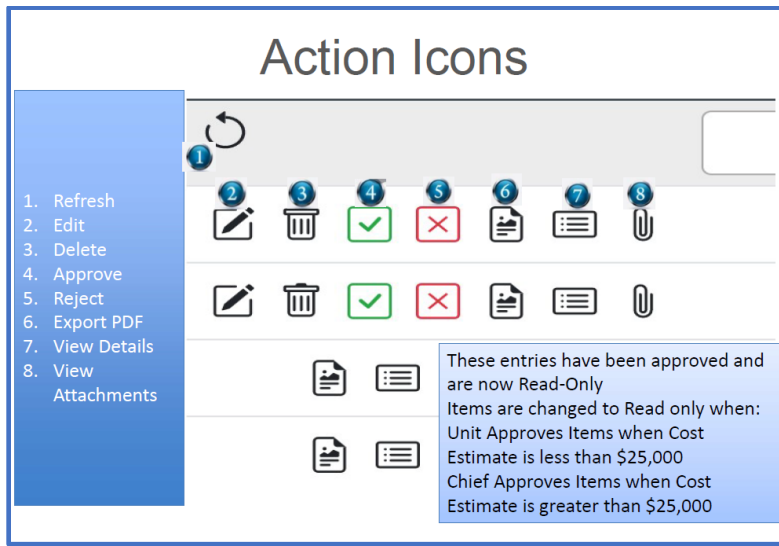 Action Icons
1. Refresh
2. Edit
3. Delete
4. Approve
5. Reject
6. Export PDF
7. View Details
8. View
Attachments
1
2 3 4 5 6 7 8
These entries have been approved and
are now Read-Only
Items are changed to Read only when:
Unit Approves Items when Cost
Estimate is less than $25,000
Chief Approves Items when Cost
Estimate is greater than $25,000